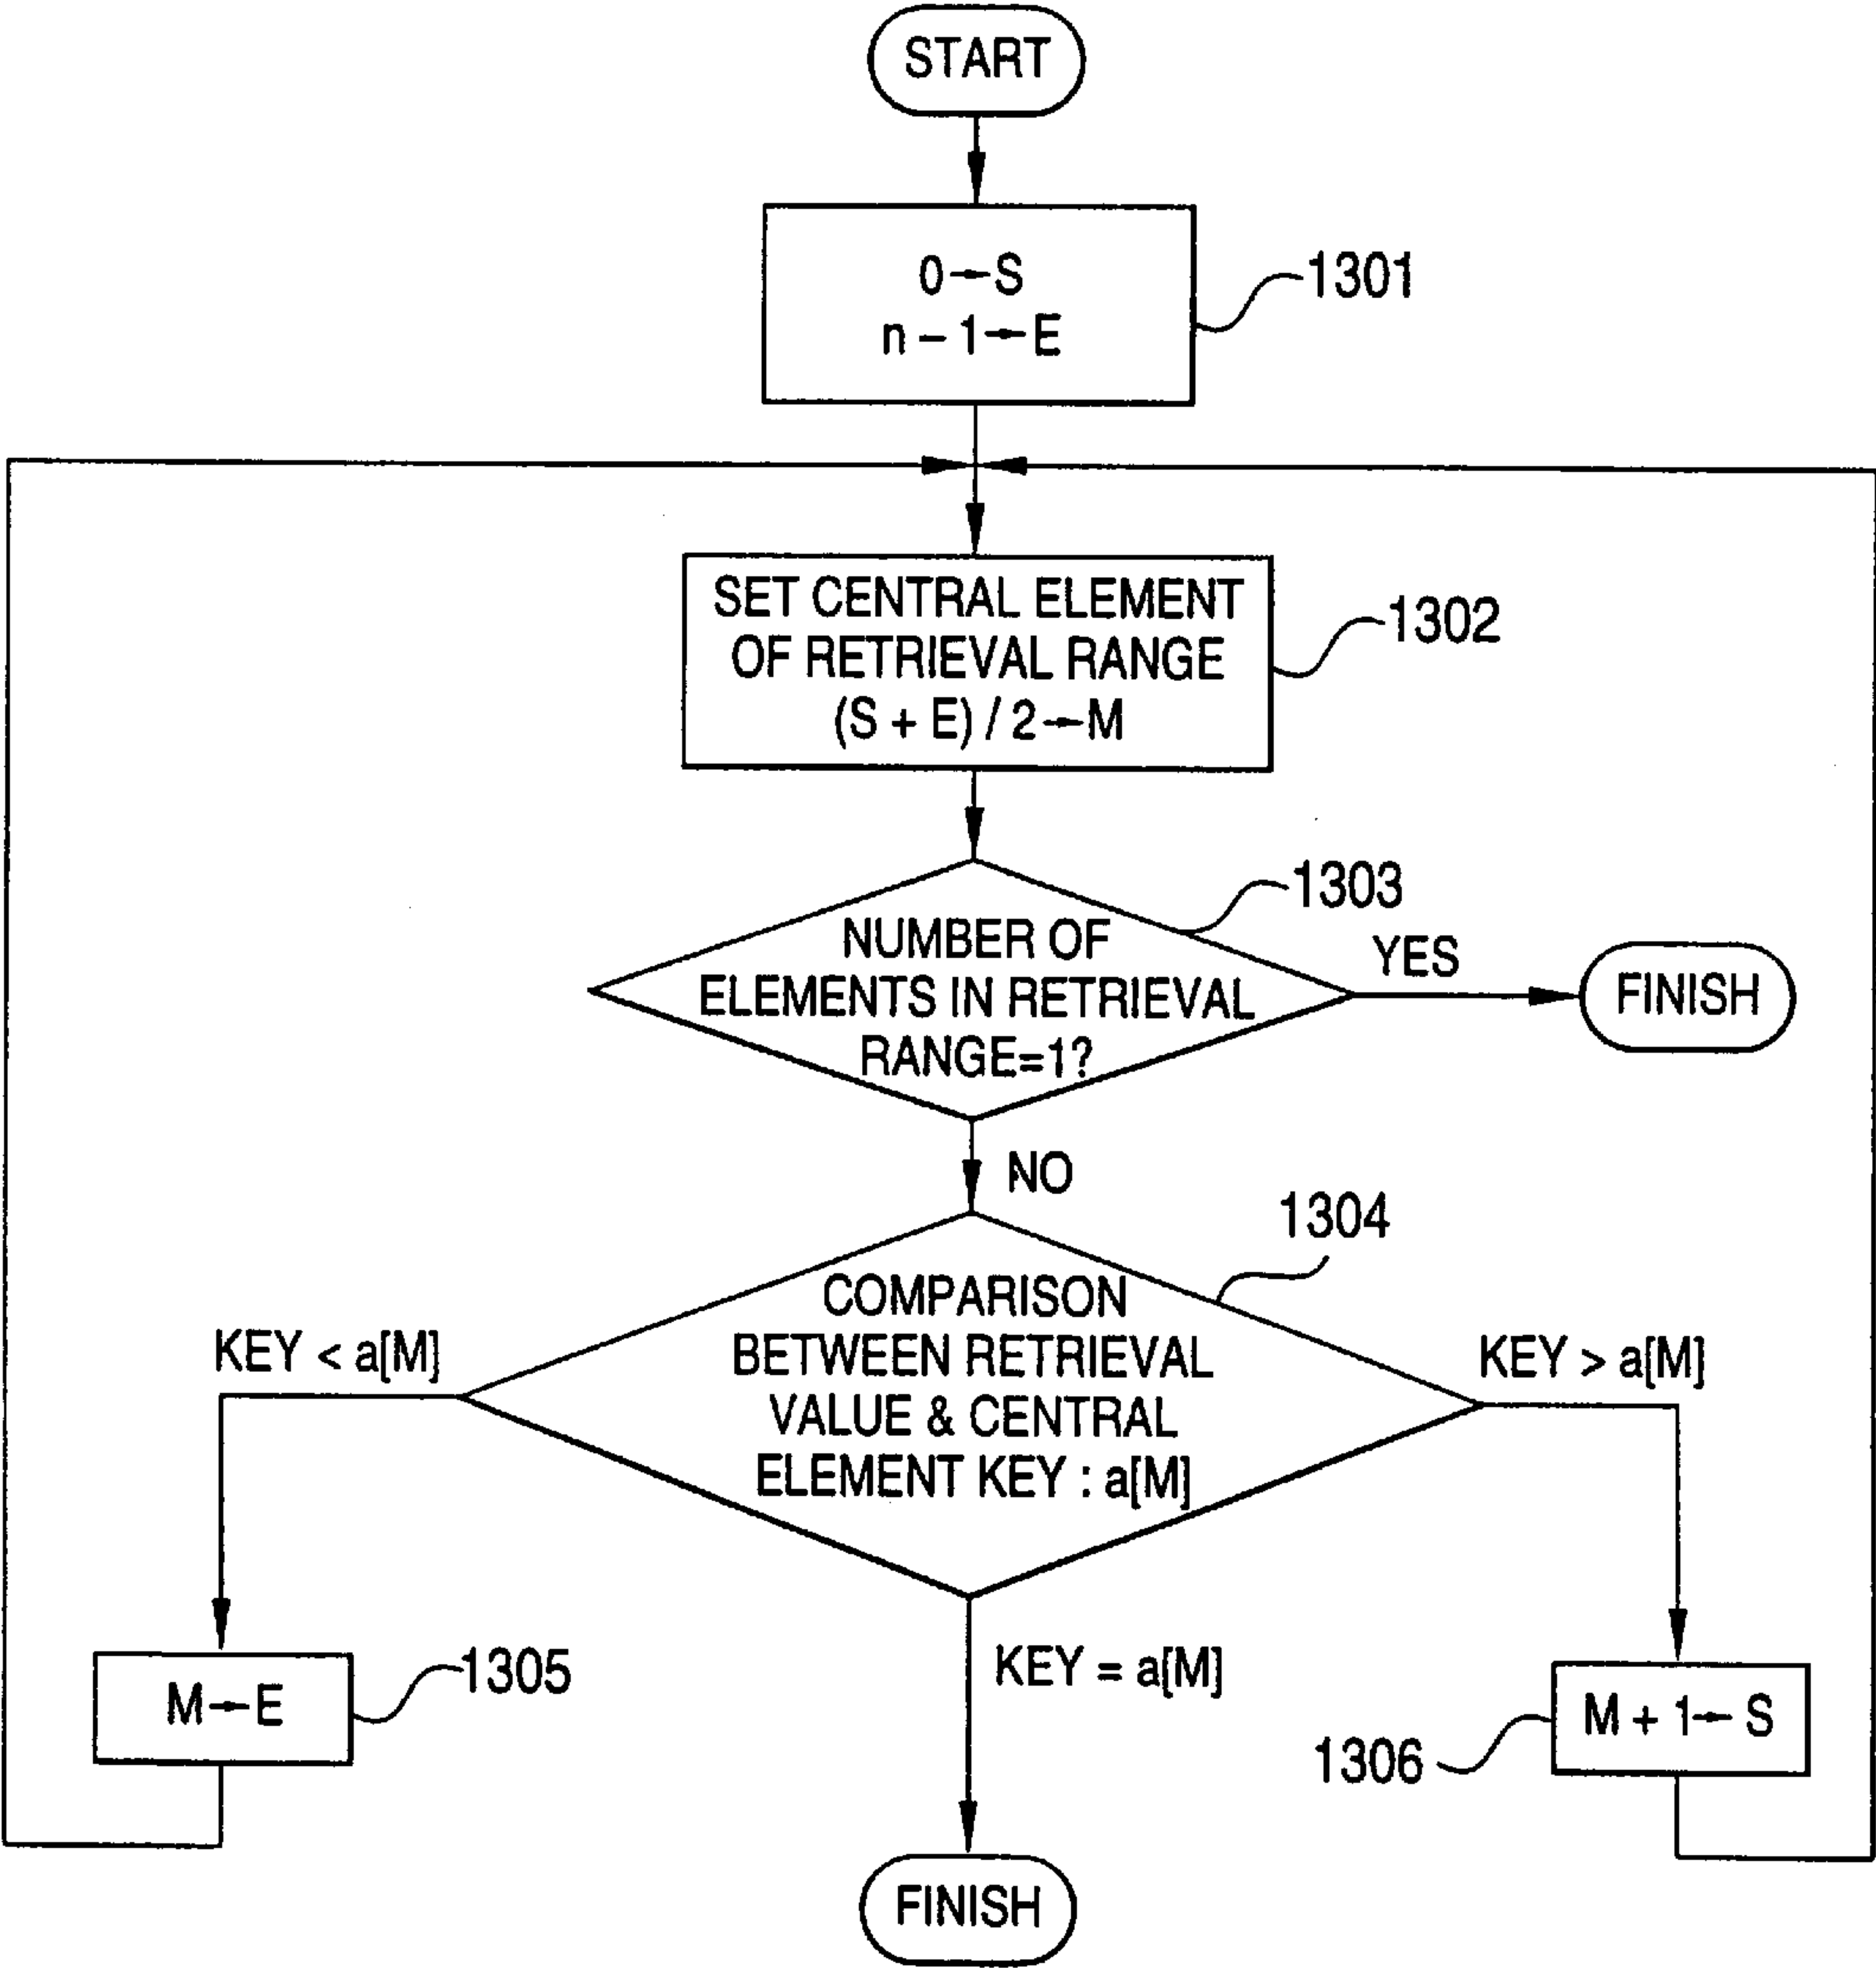 START
0→S
n – 1→E
1301
SET CENTRAL ELEMENT
OF RETRIEVAL RANGE
(S + E) / 2→M
1302
1303
NUMBER OF
ELEMENTS IN RETRIEVAL
RANGE=1?
YES
FINISH
NO
1304
COMPARISON
BETWEEN RETRIEVAL
VALUE & CENTRAL
ELEMENT KEY : a[M]
KEY < a[M]
KEY > a[M]
M→E
1305
KEY = a[M]
M + 1→ S
1306
FINISH